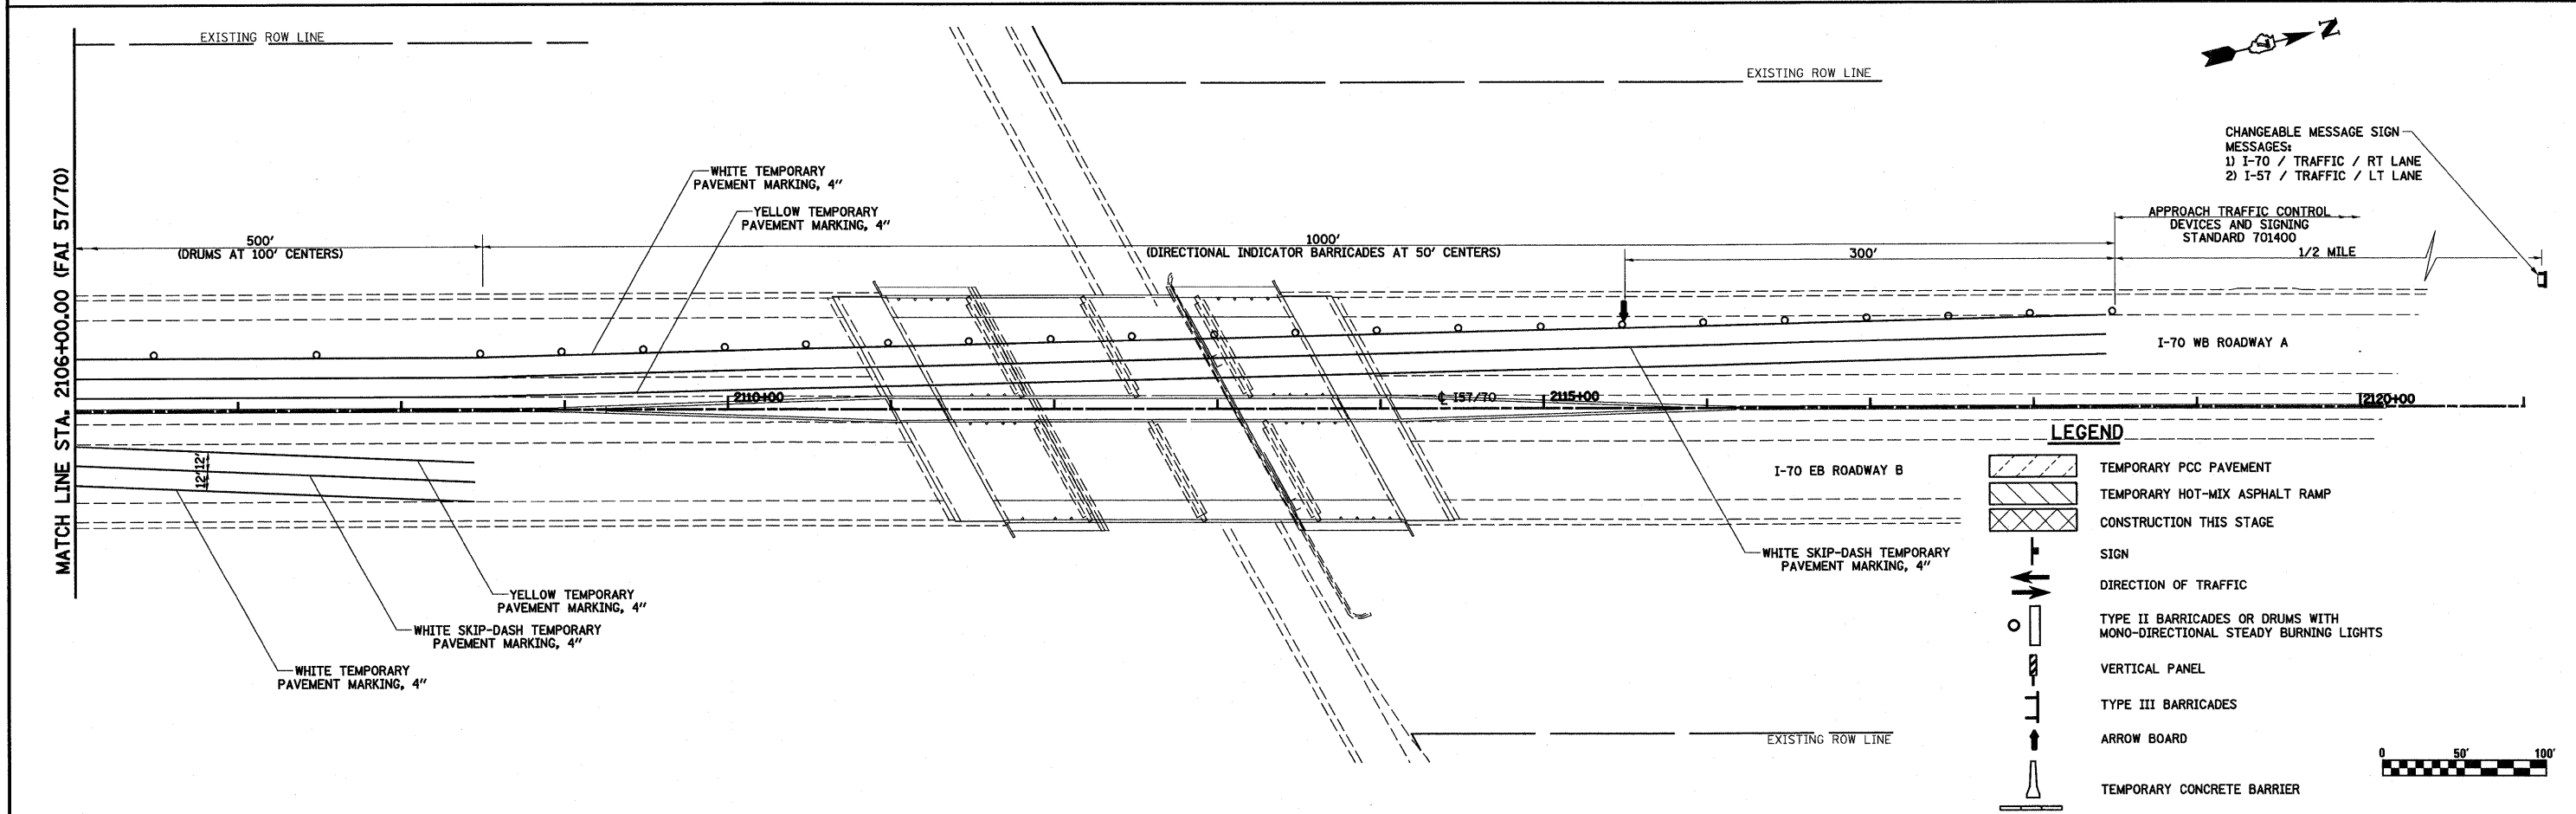 EXISTING ROW LINE
N
EXISTING ROW LINE
CHANGEABLE MESSAGE SIGN
MESSAGES:
1) I-70 / TRAFFIC / RT LANE
2) I-57 / TRAFFIC / LT LANE
WHITE TEMPORARY
PAVEMENT MARKING, 4"
YELLOW TEMPORARY
PAVEMENT MARKING, 4"
APPROACH TRAFFIC CONTROL
DEVICES AND SIGNING
STANDARD 701400
500'
(DRUMS AT 100' CENTERS)
1000'
(DIRECTIONAL INDICATOR BARRICADES AT 50' CENTERS)
300'
1/2 MILE
MATCH LINE STA. 2106+00.00 (FAI 57/70)
I-70 WB ROADWAY A
2110+00
℄ I57/70
2115+00
2120+00
12'
12'
I-70 EB ROADWAY B
WHITE SKIP-DASH TEMPORARY
PAVEMENT MARKING, 4"
YELLOW TEMPORARY
PAVEMENT MARKING, 4"
WHITE SKIP-DASH TEMPORARY
PAVEMENT MARKING, 4"
WHITE TEMPORARY
PAVEMENT MARKING, 4"
EXISTING ROW LINE
LEGEND
TEMPORARY PCC PAVEMENT
TEMPORARY HOT-MIX ASPHALT RAMP
CONSTRUCTION THIS STAGE
SIGN
DIRECTION OF TRAFFIC
TYPE II BARRICADES OR DRUMS WITH
MONO-DIRECTIONAL STEADY BURNING LIGHTS
VERTICAL PANEL
TYPE III BARRICADES
ARROW BOARD
TEMPORARY CONCRETE BARRIER
0 50' 100'